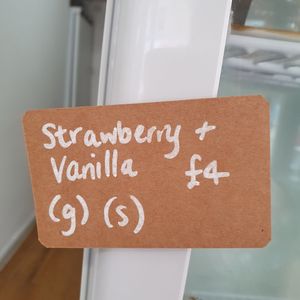 Strawberry +
Vanilla £4
(g) (s)